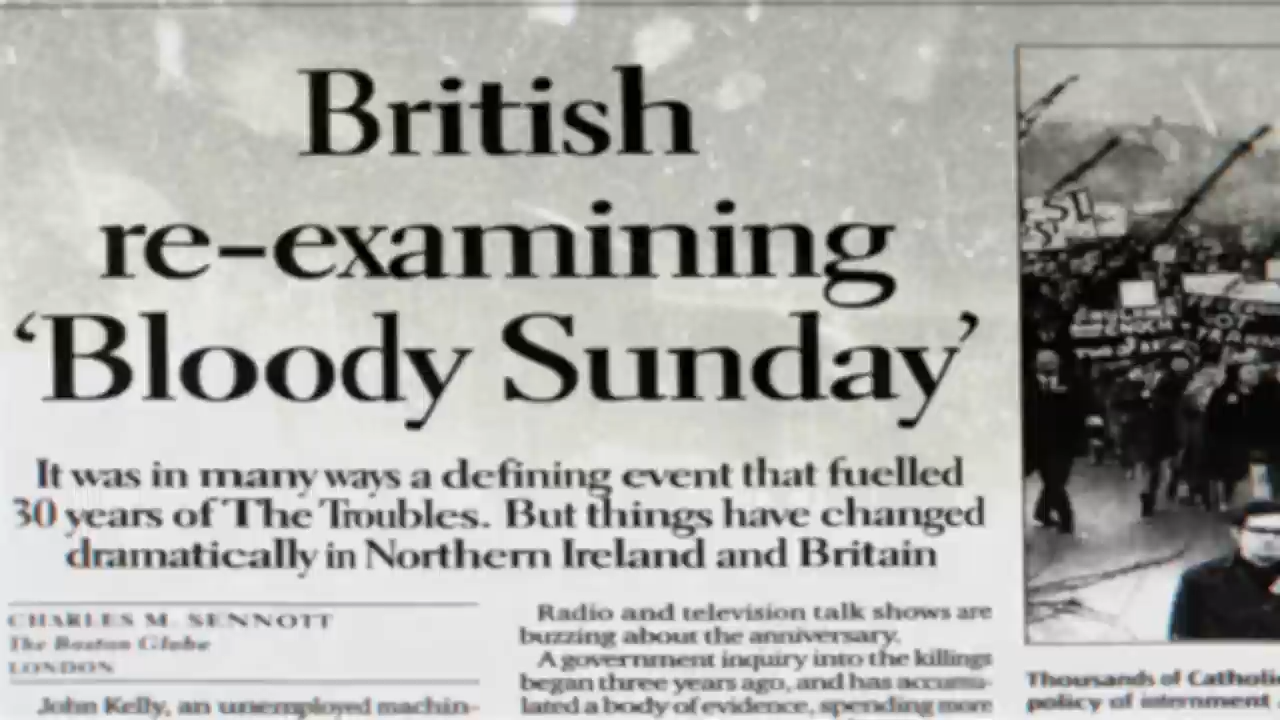 British
re-examining
‘Bloody Sunday’
It was in many ways a defining event that fuelled
30 years of The Troubles. But things have changed
dramatically in Northern Ireland and Britain
CHARLES M. SENNOTT
The Boston Globe
LONDON
John Kelly, an unemployed machin-
Radio and television talk shows are
buzzing about the anniversary.
A government inquiry into the killings
began three years ago, and has accumu-
lated a body of evidence, spending more
Thousands of Catholic
policy of internment